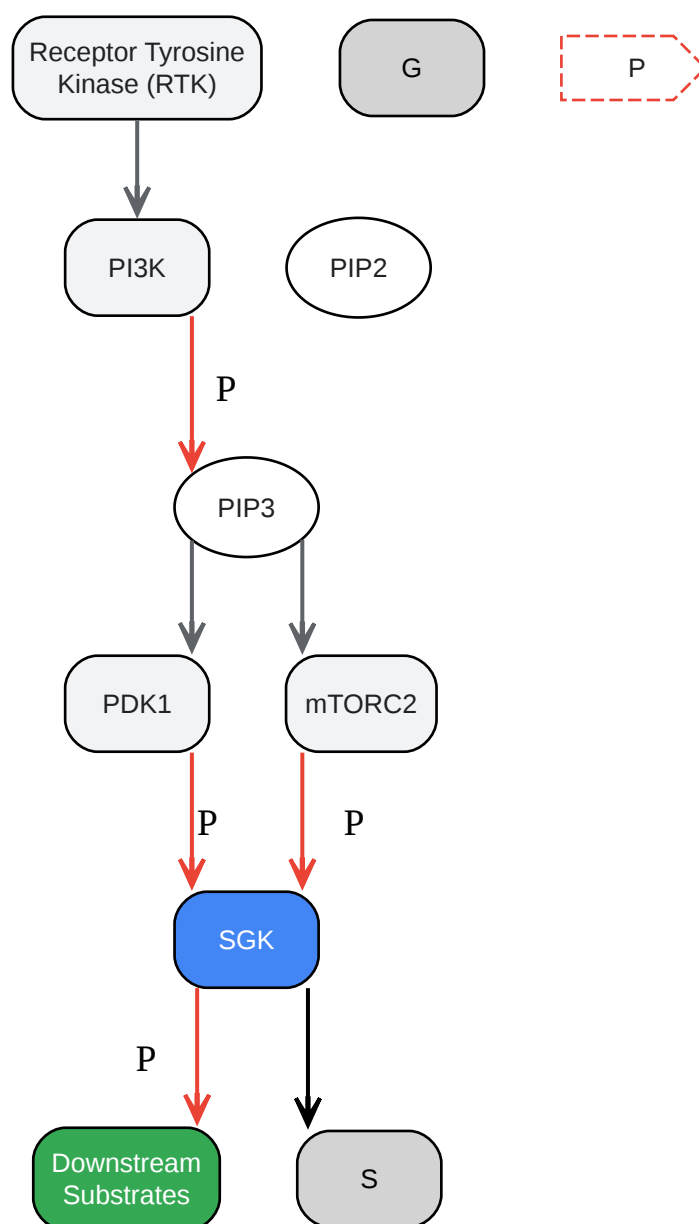 Receptor Tyrosine
Kinase (RTK)
G
P
PI3K
PIP2
P
PIP3
PDK1
mTORC2
P
P
SGK
P
Downstream
Substrates
S